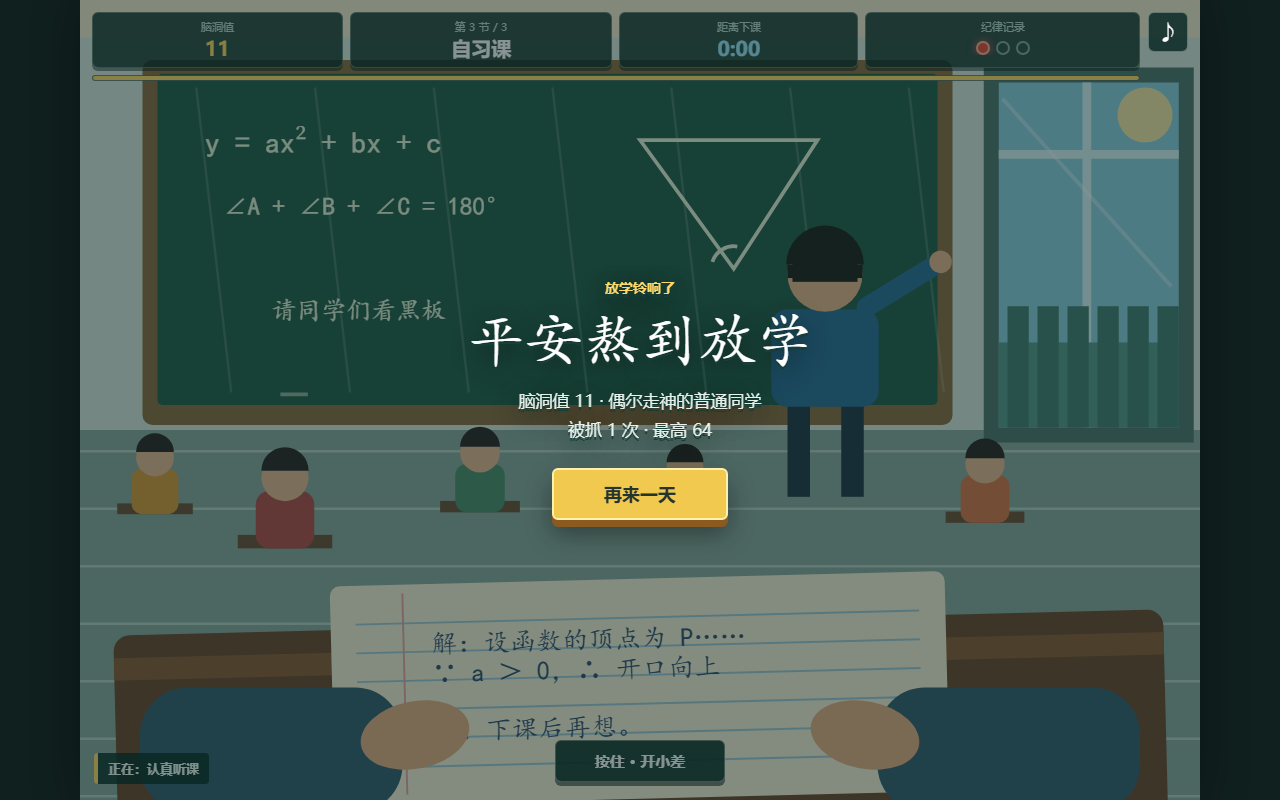 脑洞值
11
第 3 节 / 3
自习课
距离下课
0:00
纪律记录
♪
y = ax² + bx + c
∠A + ∠B + ∠C = 180°
请同学们看黑板
放学铃响了
平安熬到放学
脑洞值 11 · 偶尔走神的普通同学
被抓 1 次 · 最高 64
再来一天
解: 设函数的顶点为 P……
∵ a > 0, ∴ 开口向上
下课后再想。
正在: 认真听课
按住 · 开小差